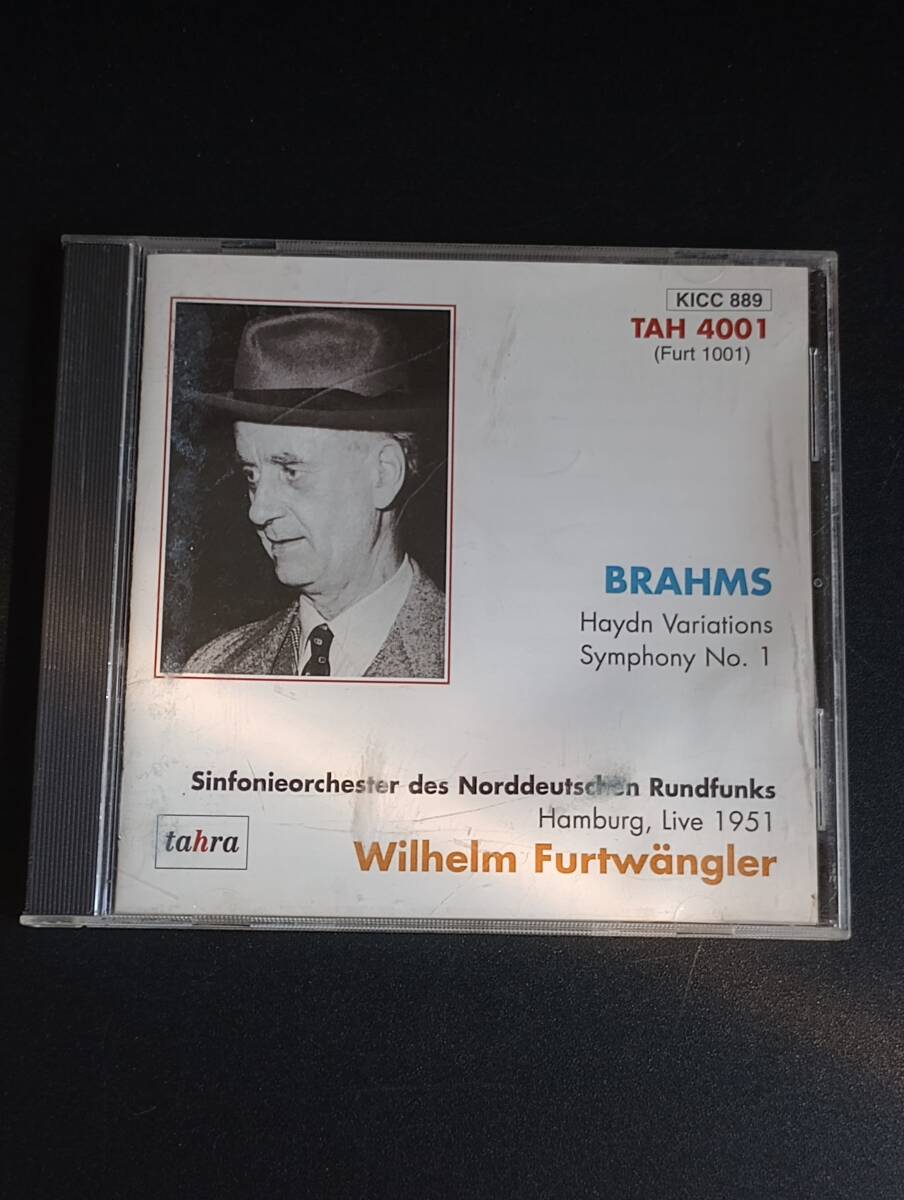 KICC 889
TAH 4001
(Furt 1001)
BRAHMS
Haydn Variations
Symphony No. 1
Sinfonieorchester des Norddeutschen Rundfunks
Hamburg, Live 1951
tahra
Wilhelm Furtwängler